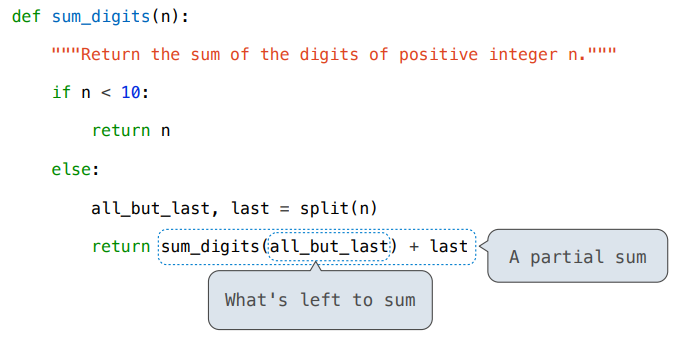 def sum_digits(n):
"""Return the sum of the digits of positive integer n."""
if n < 10:
return n
else:
all_but_last, last = split(n)
return sum_digits(all_but_last) + last
A partial sum
What's left to sum